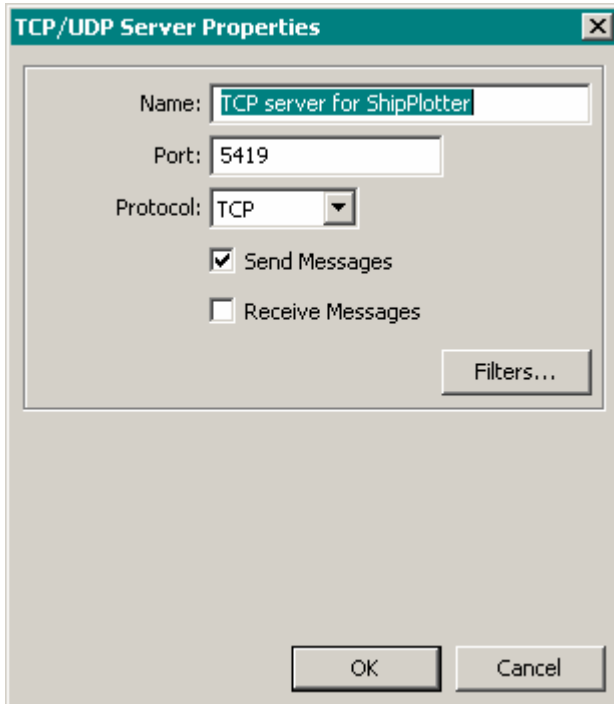 TCP/UDP Server Properties
Name: TCP server for ShipPlotter
Port: 5419
Protocol: TCP
Send Messages
Receive Messages
Filters...
OK Cancel